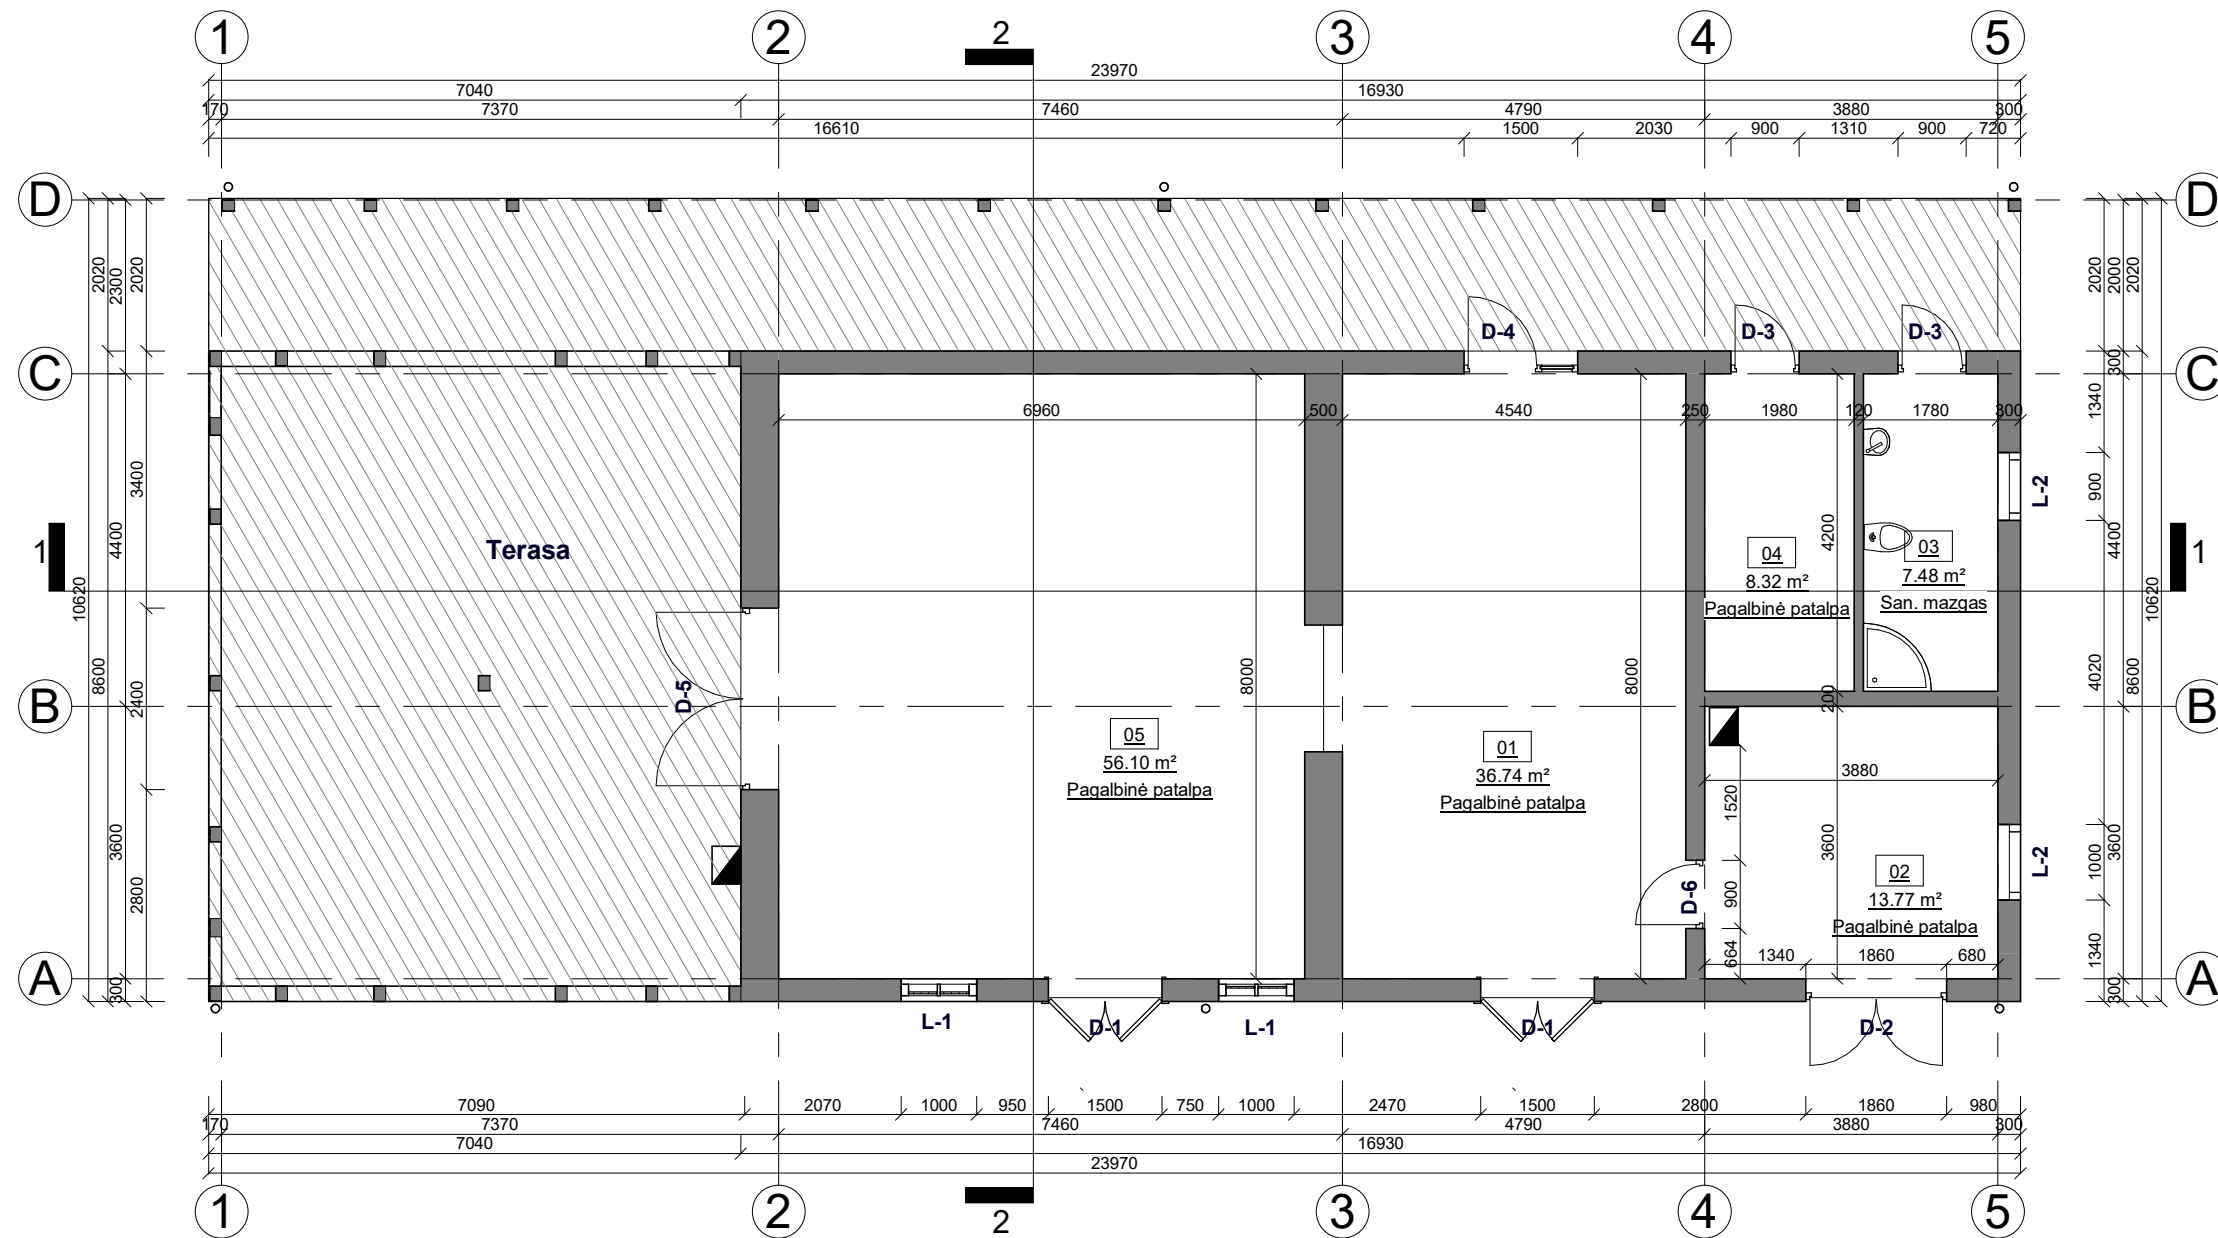 1 2 2 3 4 5
23970
7040 16930
170 7370 7460 4790 3880 300
16610 1500 2030 900 1310 900 720
D D
2020 2300 2020 2020 2000 2020
D-4 D-3 D-3
C C
300
6960 500 4540 250 1980 120 1780 300
1340
3400 900 L-2
4400 4200 4400
1 Terasa 04 03 1
8.32 m² 7.48 m²
Pagalbinė patalpa San. mazgas
10620 10620
8600 2400 D-5 8000 8000 4020 8600
B 200 B
05 01
56.10 m² 36.74 m²
Pagalbinė patalpa Pagalbinė patalpa
3880
1520
3600 3600 1000 3600 L-2
2800 D-6 900 02
13.77 m²
Pagalbinė patalpa
664 1340 1860 680 1340
A A
300 300
L-1 D-1 L-1 D-1 D-2
7090 2070 1000 950 1500 750 1000 2470 1500 2800 1860 980
170 7370 7460 4790 3880 300
7040 16930
23970
1 2 2 3 4 5